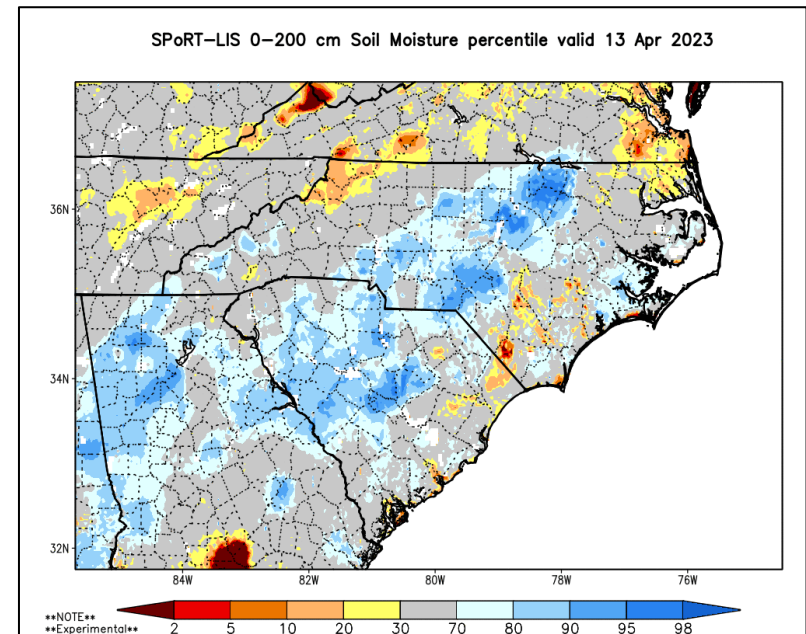 SPoRT-LIS 0-200 cm Soil Moisture percentile valid 13 Apr 2023
36N
34N
32N
84W 82W 80W 78W 76W
**NOTE**
**Experimental**
2 5 10 20 30 70 80 90 95 98